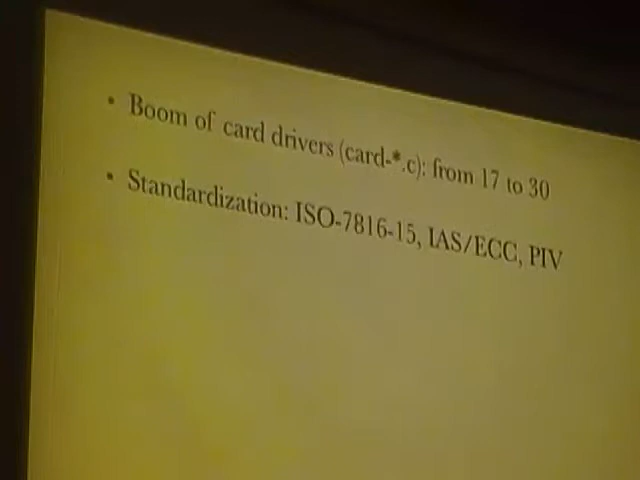 • Boom of card drivers (card-*.c): from 17 to 30
• Standardization: ISO-7816-15, IAS/ECC, PIV